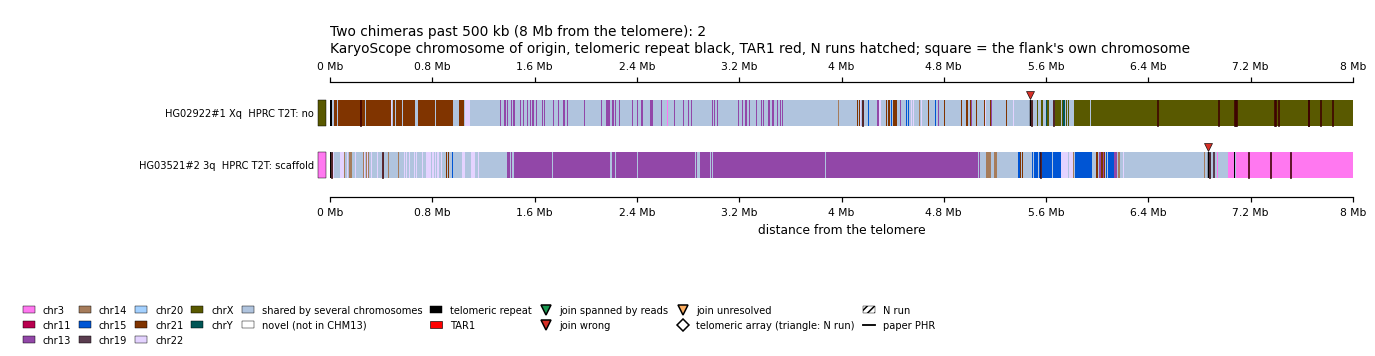 Two chimeras past 500 kb (8 Mb from the telomere): 2
KaryoScope chromosome of origin, telomeric repeat black, TAR1 red, N runs hatched; square = the flank's own chromosome
0 Mb 0.8 Mb 1.6 Mb 2.4 Mb 3.2 Mb 4 Mb 4.8 Mb 5.6 Mb 6.4 Mb 7.2 Mb 8 Mb
HG02922#1 Xq HPRC T2T: no
HG03521#2 3q HPRC T2T: scaffold
0 Mb 0.8 Mb 1.6 Mb 2.4 Mb 3.2 Mb 4 Mb 4.8 Mb 5.6 Mb 6.4 Mb 7.2 Mb 8 Mb
distance from the telomere
chr3 chr14 chr20 chrX shared by several chromosomes telomeric repeat join spanned by reads join unresolved N run
chr11 chr15 chr21 chrY novel (not in CHM13) TAR1 join wrong telomeric array (triangle: N run) paper PHR
chr13 chr19 chr22